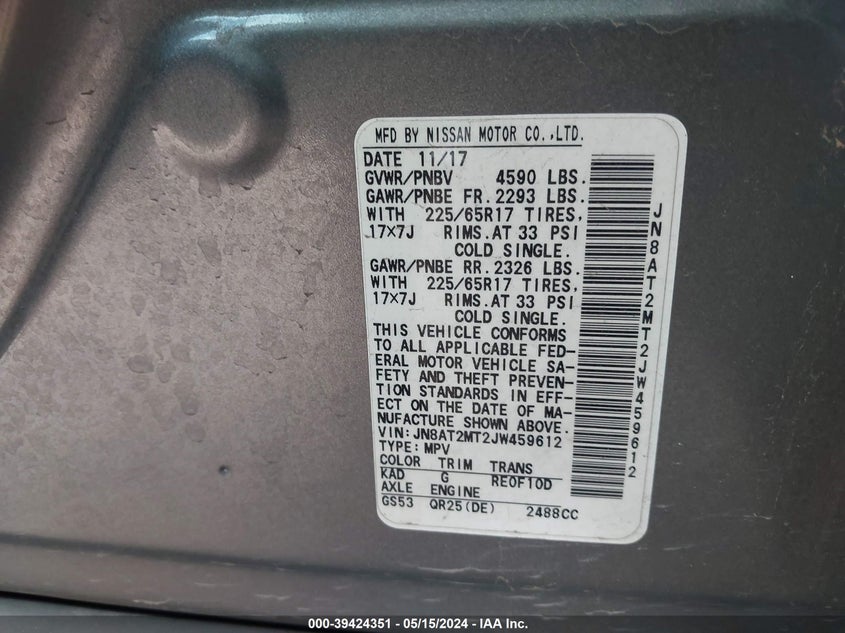 MFD BY NISSAN MOTOR CO.,LTD.
DATE 11/17
GVWR/PNBV 4590 LBS.
GAWR/PNBE FR. 2293 LBS.
WITH 225/65R17 TIRES,
17×7J RIMS.AT 33 PSI
COLD SINGLE.
GAWR/PNBE RR. 2326 LBS.
WITH 225/65R17 TIRES,
17×7J RIMS.AT 33 PSI
COLD SINGLE.
THIS VEHICLE CONFORMS
TO ALL APPLICABLE FED-
ERAL MOTOR VEHICLE SA-
FETY AND THEFT PREVEN-
TION STANDARDS IN EFF-
ECT ON THE DATE OF MA-
NUFACTURE SHOWN ABOVE.
VIN: JN8AT2MT2JW459612
TYPE: MPV
COLOR TRIM TRANS
KAD G RE0F10D
AXLE ENGINE
GS53 QR25(DE) 2488CC
JN8AT2MT2JW459612
000-39424351 - 05/15/2024 - IAA Inc.